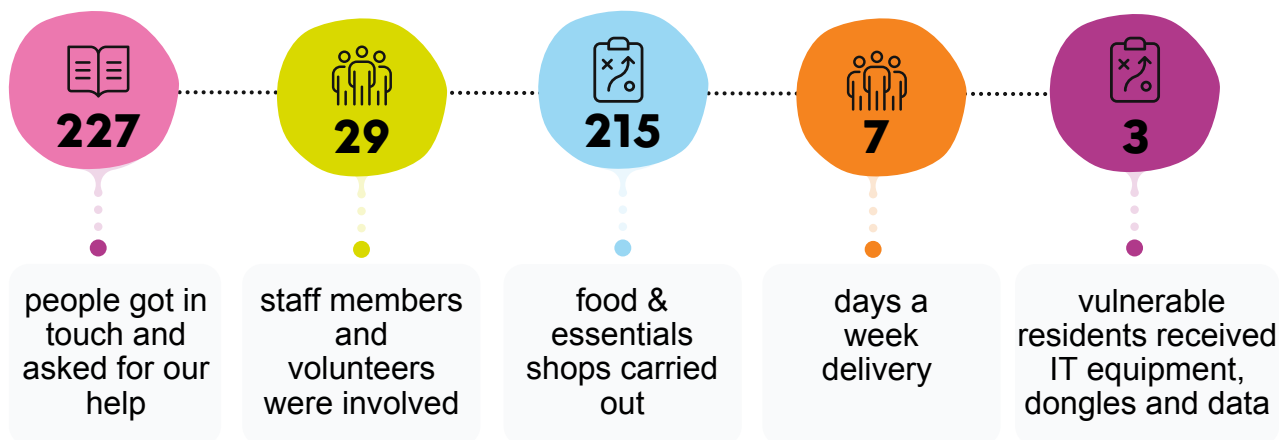 227
people got in
touch and
asked for our
help
29
staff members
and
volunteers
were involved
215
food &
essentials
shops carried
out
7
days a
week
delivery
3
vulnerable
residents received
IT equipment,
dongles and data